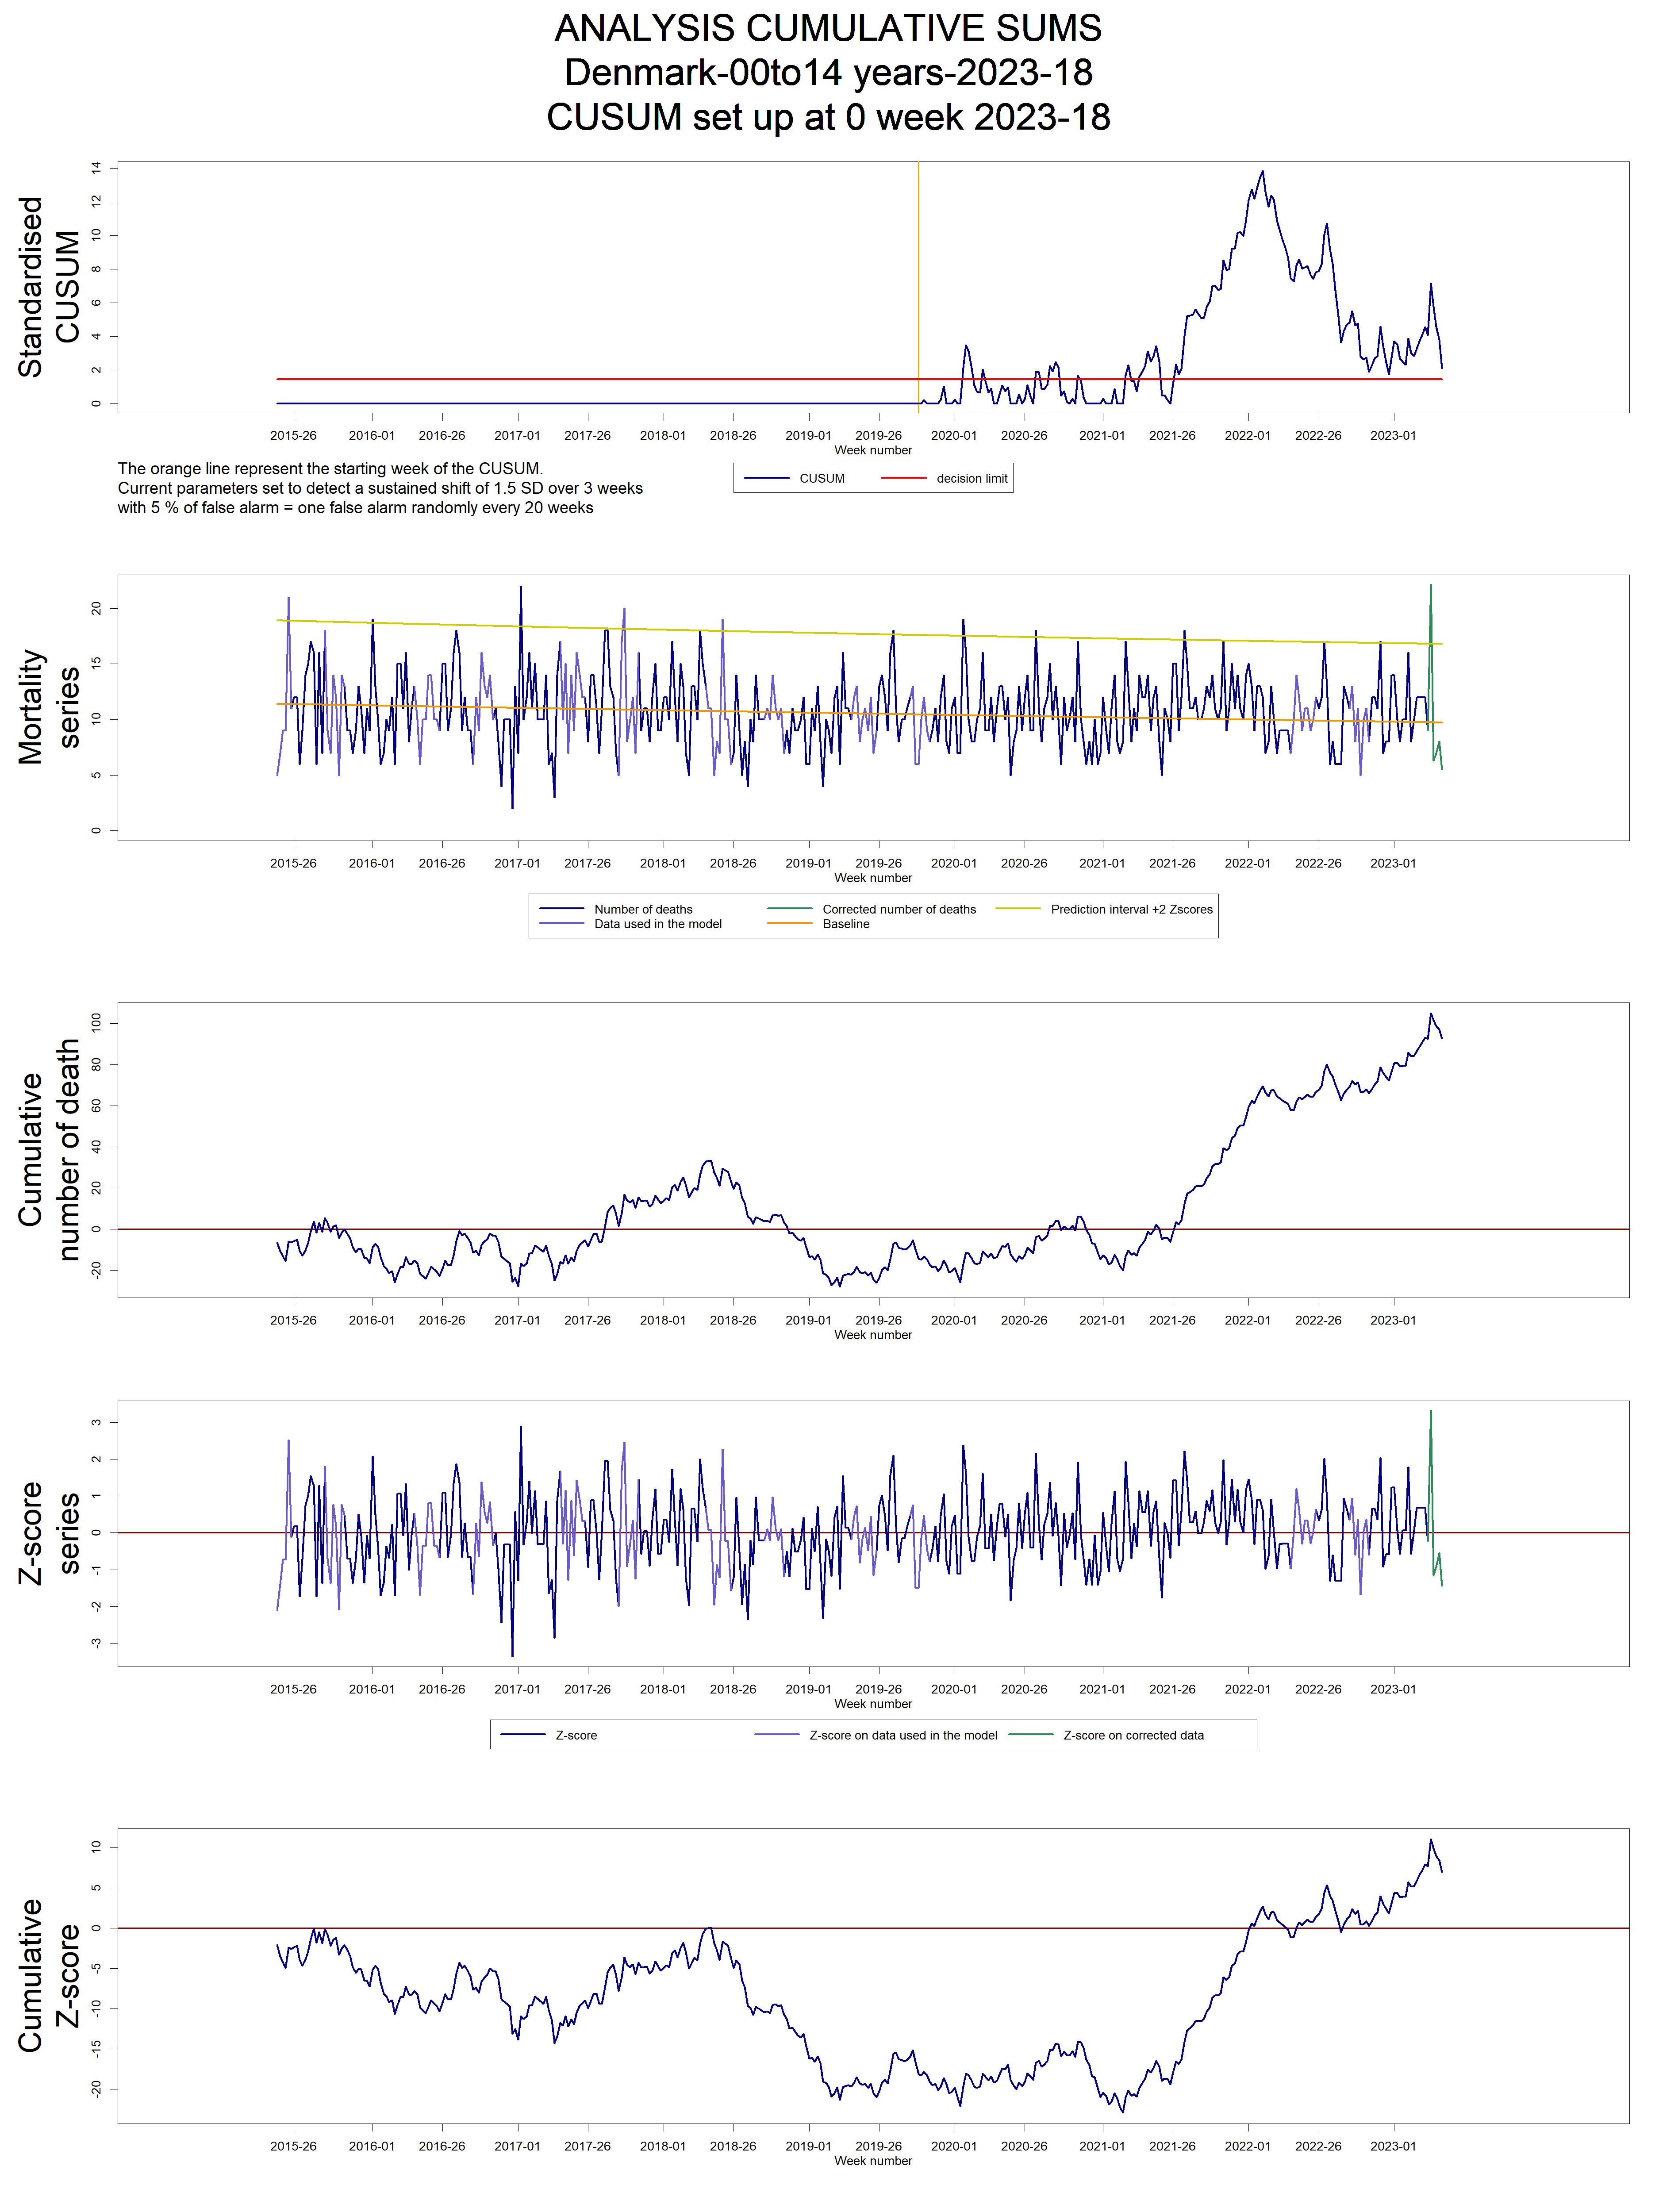 ANALYSIS CUMULATIVE SUMS
Denmark-00to14 years-2023-18
CUSUM set up at 0 week 2023-18
Standardised
CUSUM
14
12
10
8
6
4
2
0
2015-26 2016-01 2016-26 2017-01 2017-26 2018-01 2018-26 2019-01 2019-26 2020-01 2020-26 2021-01 2021-26 2022-01 2022-26 2023-01
Week number
The orange line represent the starting week of the CUSUM.
Current parameters set to detect a sustained shift of 1.5 SD over 3 weeks
with 5 % of false alarm = one false alarm randomly every 20 weeks
CUSUM decision limit
Mortality
series
20
15
10
5
0
2015-26 2016-01 2016-26 2017-01 2017-26 2018-01 2018-26 2019-01 2019-26 2020-01 2020-26 2021-01 2021-26 2022-01 2022-26 2023-01
Week number
Number of deaths Corrected number of deaths Prediction interval +2 Zscores
Data used in the model Baseline
Cumulative
number of death
100
80
60
40
20
0
-20
2015-26 2016-01 2016-26 2017-01 2017-26 2018-01 2018-26 2019-01 2019-26 2020-01 2020-26 2021-01 2021-26 2022-01 2022-26 2023-01
Week number
Z-score
series
3
2
1
0
-1
-2
-3
2015-26 2016-01 2016-26 2017-01 2017-26 2018-01 2018-26 2019-01 2019-26 2020-01 2020-26 2021-01 2021-26 2022-01 2022-26 2023-01
Week number
Z-score Z-score on data used in the model Z-score on corrected data
Cumulative
Z-score
10
5
0
-5
-10
-15
-20
2015-26 2016-01 2016-26 2017-01 2017-26 2018-01 2018-26 2019-01 2019-26 2020-01 2020-26 2021-01 2021-26 2022-01 2022-26 2023-01
Week number